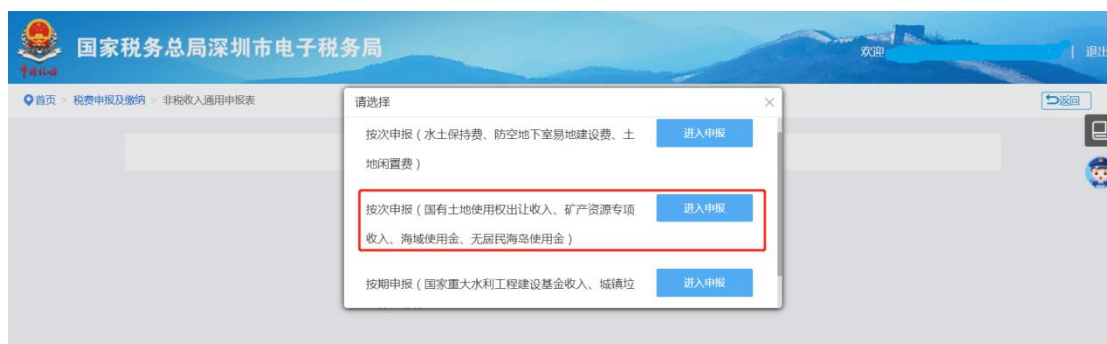 国家税务总局深圳市电子税务局
中国税务
欢迎
退出
首页 > 税费申报及缴纳 > 非税收入通用申报表
返回
请选择
按次申报（水土保持费、防空地下室易地建设费、土
地闲置费）
进入申报
按次申报（国有土地使用权出让收入、矿产资源专项
收入、海域使用金、无居民海岛使用金）
进入申报
按期申报（国家重大水利工程建设基金收入、城镇垃
进入申报